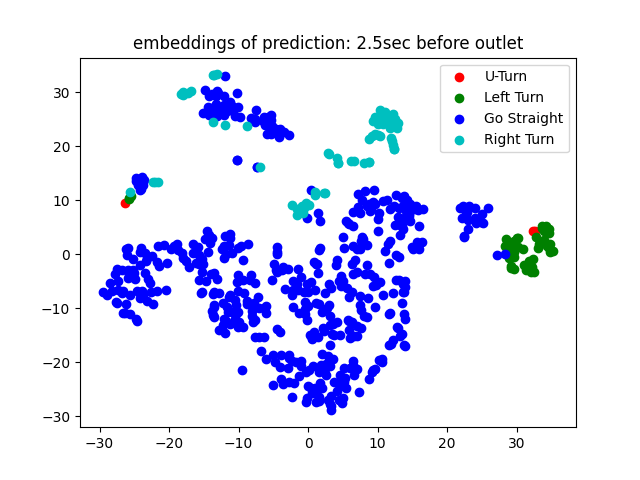 embeddings of prediction: 2.5sec before outlet
U-Turn
Left Turn
Go Straight
Right Turn
30
20
10
0
−10
−20
−30
−30 −20 −10 0 10 20 30